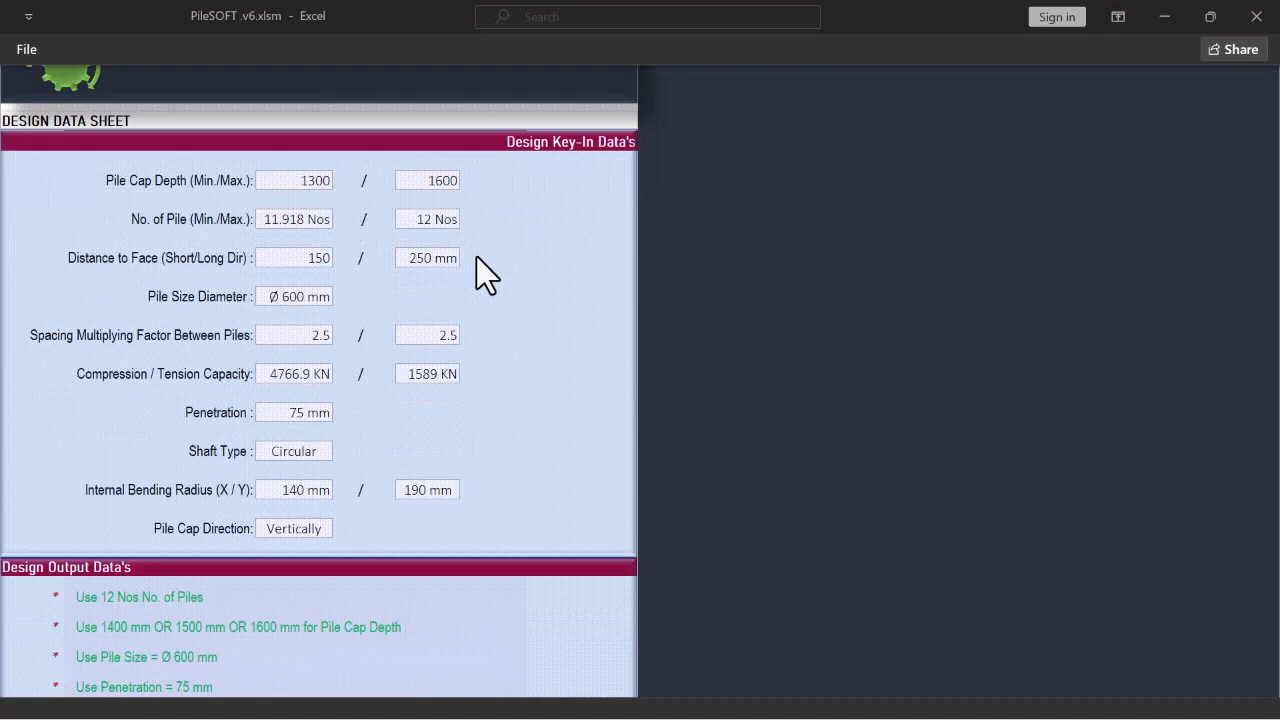 PileSOFT .v6.xlsm - Excel
Search
Sign in
File
Share
DESIGN DATA SHEET
Design Key-In Data's
Pile Cap Depth (Min./Max.): 1300 / 1600
No. of Pile (Min./Max.): 11.918 Nos / 12 Nos
Distance to Face (Short/Long Dir) : 150 / 250 mm
Pile Size Diameter : Ø 600 mm
Spacing Multiplying Factor Between Piles: 2.5 / 2.5
Compression / Tension Capacity: 4766.9 KN / 1589 KN
Penetration : 75 mm
Shaft Type : Circular
Internal Bending Radius (X / Y): 140 mm / 190 mm
Pile Cap Direction: Vertically
Design Output Data's
* Use 12 Nos No. of Piles
* Use 1400 mm OR 1500 mm OR 1600 mm for Pile Cap Depth
* Use Pile Size = Ø 600 mm
* Use Penetration = 75 mm